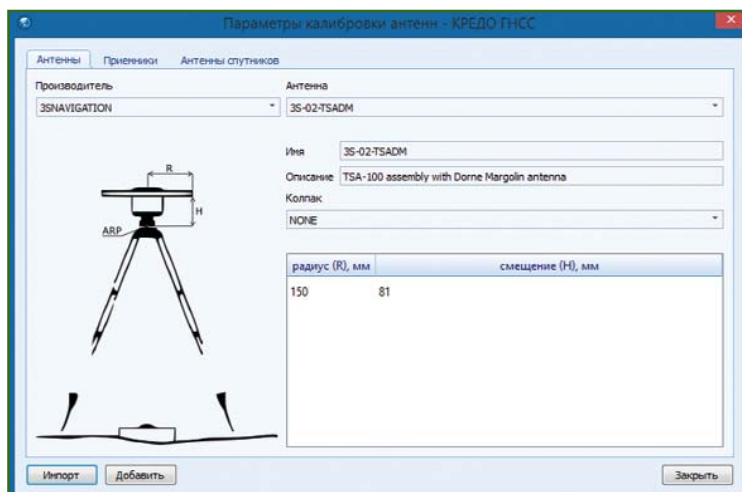 Параметры калибровки антенн - КРЕДО ГНСС
Антенны Приемники Антенны спутников
Производитель Антенна
3SNAVIGATION 3S-02-TSADM
Имя 3S-02-TSADM
Описание TSA-100 assembly with Dorne Margolin antenna
Колпак
NONE
R
H
ARP
радиус (R), мм смещение (H), мм
150 81
Импорт Добавить Закрыть